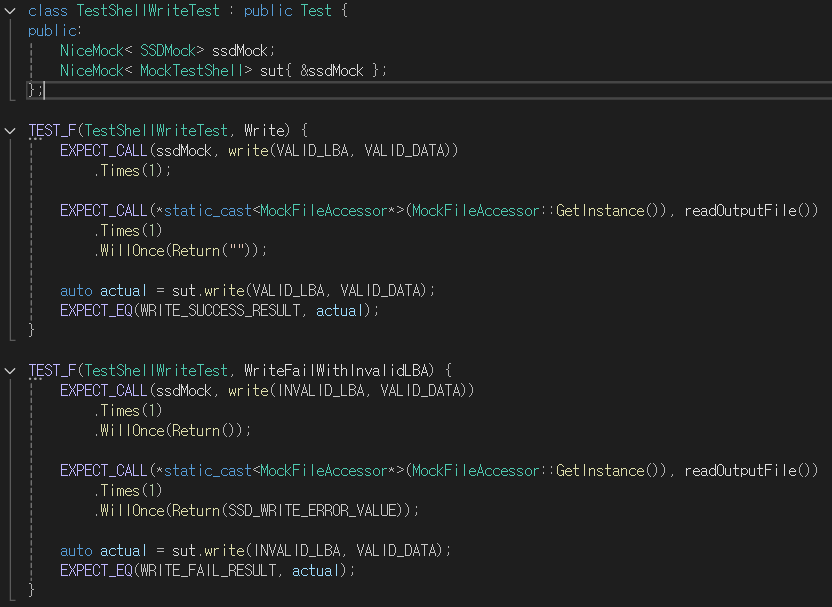 class TestShellWriteTest : public Test {
public:
    NiceMock< SSDMock> ssdMock;
    NiceMock< MockTestShell> sut{ &ssdMock };
};

TEST_F(TestShellWriteTest, Write) {
    EXPECT_CALL(ssdMock, write(VALID_LBA, VALID_DATA))
        .Times(1);

    EXPECT_CALL(*static_cast<MockFileAccessor*>(MockFileAccessor::GetInstance()), readOutputFile())
        .Times(1)
        .WillOnce(Return(""));

    auto actual = sut.write(VALID_LBA, VALID_DATA);
    EXPECT_EQ(WRITE_SUCCESS_RESULT, actual);
}

TEST_F(TestShellWriteTest, WriteFailWithInvalidLBA) {
    EXPECT_CALL(ssdMock, write(INVALID_LBA, VALID_DATA))
        .Times(1)
        .WillOnce(Return());

    EXPECT_CALL(*static_cast<MockFileAccessor*>(MockFileAccessor::GetInstance()), readOutputFile())
        .Times(1)
        .WillOnce(Return(SSD_WRITE_ERROR_VALUE));

    auto actual = sut.write(INVALID_LBA, VALID_DATA);
    EXPECT_EQ(WRITE_FAIL_RESULT, actual);
}